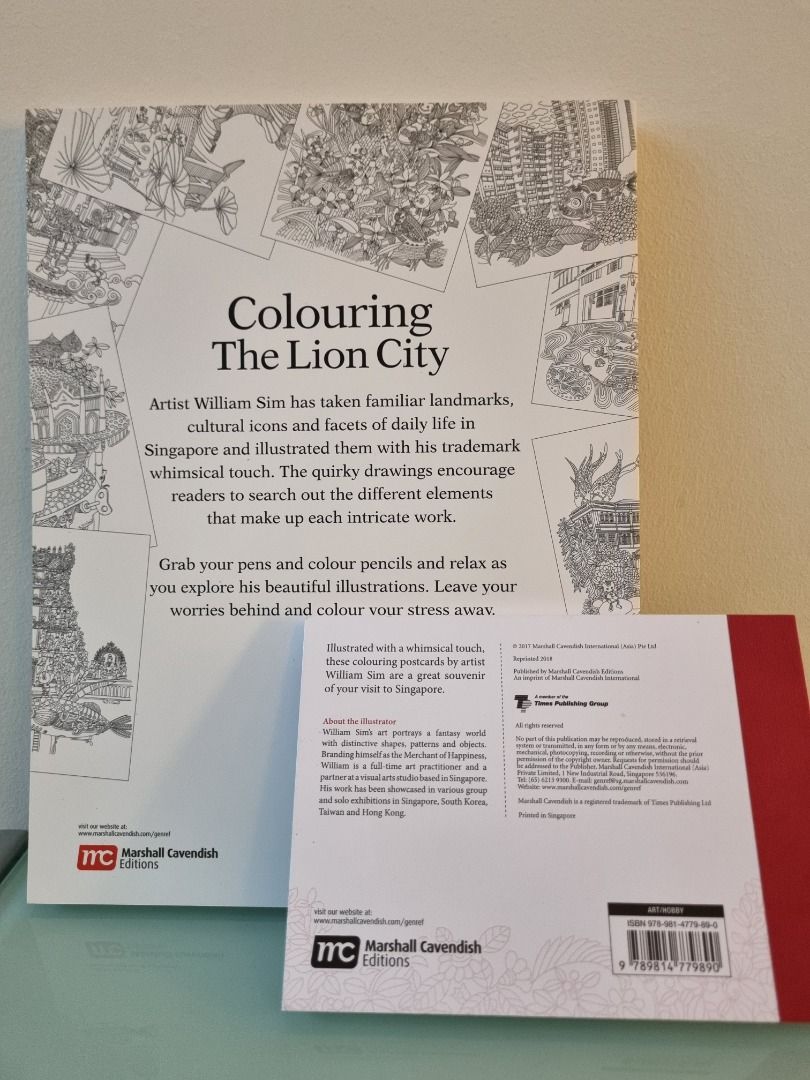 Colouring
The Lion City
Artist William Sim has taken familiar landmarks,
cultural icons and facets of daily life in
Singapore and illustrated them with his trademark
whimsical touch. The quirky drawings encourage
readers to search out the different elements
that make up each intricate work.
Grab your pens and colour pencils and relax as
you explore his beautiful illustrations. Leave your
worries behind and colour your stress away.
visit our website at:
www.marshallcavendish.com/genref
mc Marshall Cavendish
Editions
Illustrated with a whimsical touch,
these colouring postcards by artist
William Sim are a great souvenir
of your visit to Singapore.
About the illustrator
William Sim's art portrays a fantasy world
with distinctive shapes, patterns and objects.
Branding himself as the Merchant of Happiness,
William is a full-time art practitioner and a
partner at a visual arts studio based in Singapore.
His work has been showcased in various group
and solo exhibitions in Singapore, South Korea,
Taiwan and Hong Kong.
© 2017 Marshall Cavendish International (Asia) Pte Ltd
Reprinted 2018
Published by Marshall Cavendish Editions
An imprint of Marshall Cavendish International
A member of the
Times Publishing Group
All rights reserved
No part of this publication may be reproduced, stored in a retrieval
system or transmitted, in any form or by any means, electronic,
mechanical, photocopying, recording or otherwise, without the prior
permission of the copyright owner. Requests for permission should
be addressed to the Publisher, Marshall Cavendish International (Asia)
Private Limited, 1 New Industrial Road, Singapore 536196.
Tel: (65) 6213 9300. E-mail: genref@sg.marshallcavendish.com
Website: www.marshallcavendish.com/genref
Marshall Cavendish is a registered trademark of Times Publishing Ltd
Printed in Singapore
visit our website at:
www.marshallcavendish.com/genref
mc Marshall Cavendish
Editions
ART/HOBBY
ISBN 978-981-4779-89-0
9 789814 779890